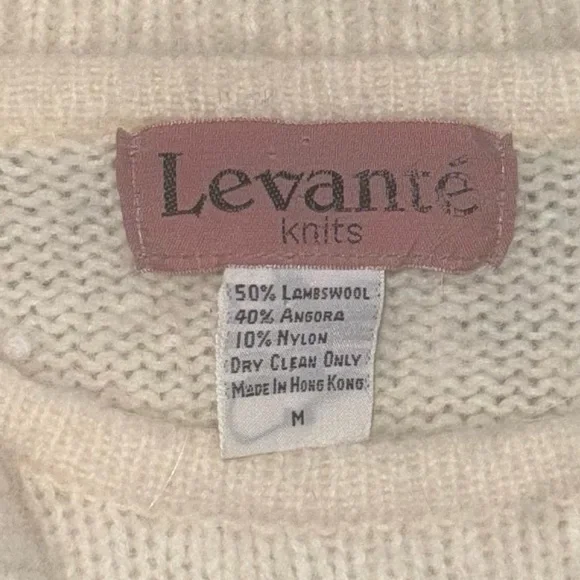 Levanté
knits
50% LAMBSWOOL
40% ANGORA
10% NYLON
DRY CLEAN ONLY
MADE IN HONG KONG
M